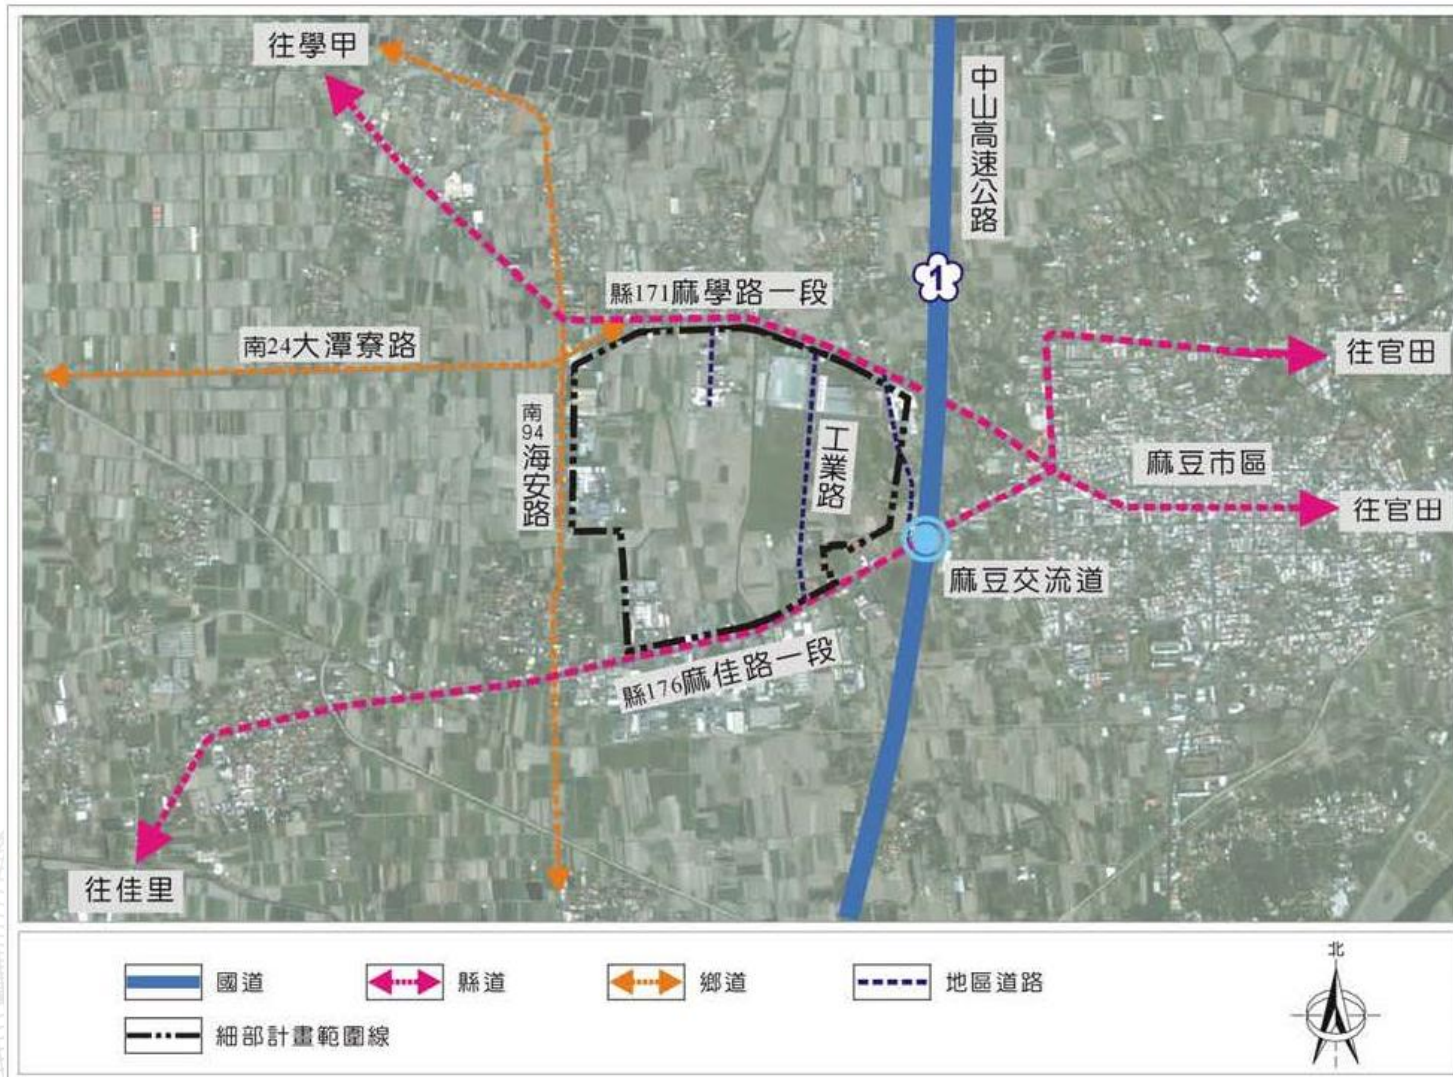 往學甲
中山高速公路
1
縣171麻學路一段
南24大潭寮路
往官田
南94海安路
工業路
麻豆市區
往官田
麻豆交流道
縣176麻佳路一段
往佳里
國道
縣道
鄉道
地區道路
細部計畫範圍線
北